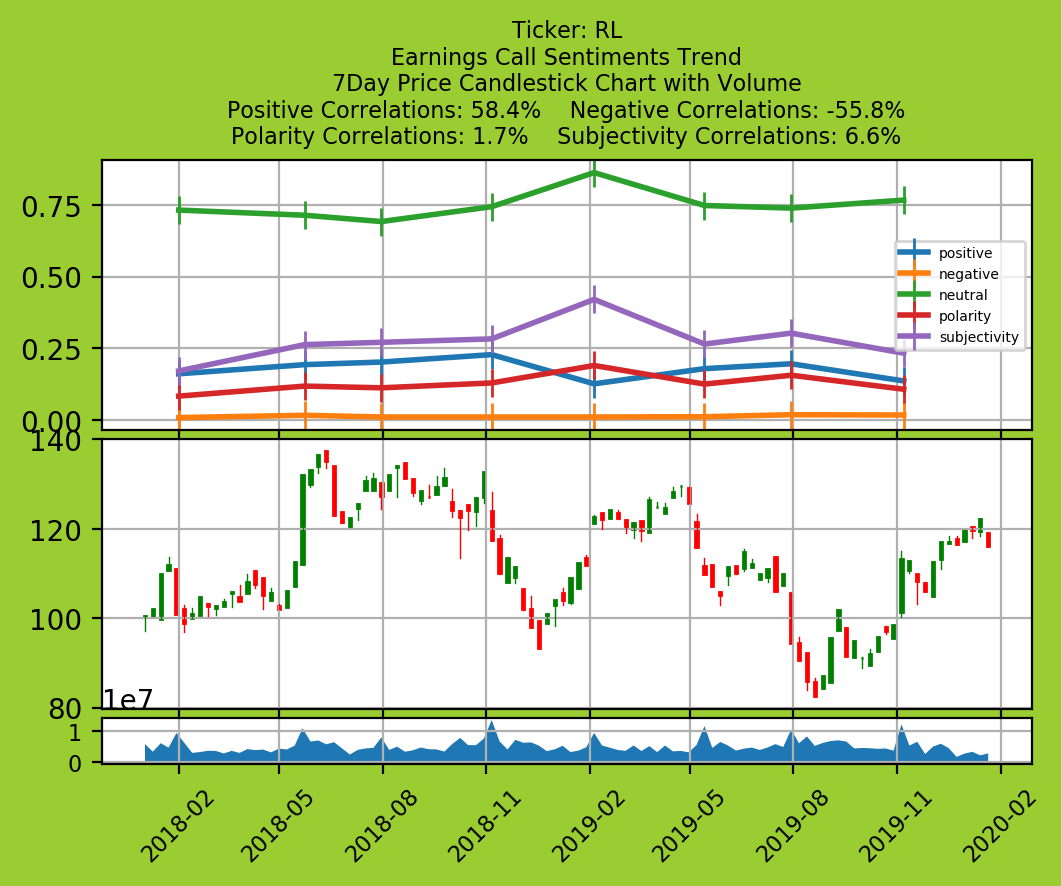 Ticker: RL
Earnings Call Sentiments Trend
7Day Price Candlestick Chart with Volume
Positive Correlations: 58.4%    Negative Correlations: -55.8%
Polarity Correlations: 1.7%    Subjectivity Correlations: 6.6%
0.75
0.50
0.25
0.00
positive
negative
neutral
polarity
subjectivity
140
120
100
80
1e7
1
0
2018-02
2018-05
2018-08
2018-11
2019-02
2019-05
2019-08
2019-11
2020-02